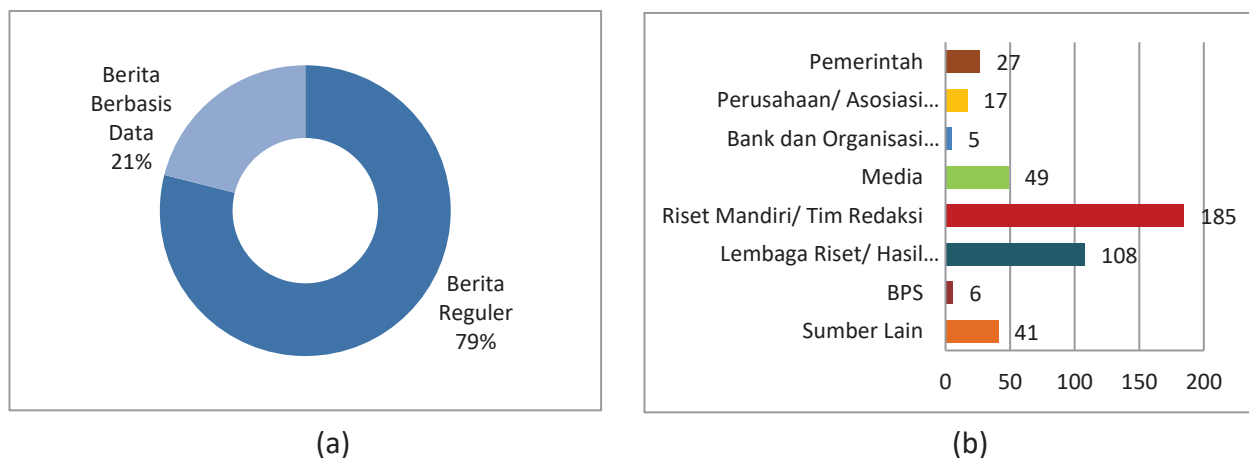 Berita
Berbasis
Data
21%
Berita
Reguler
79%
(a)
Pemerintah 27
Perusahaan/ Asosiasi... 17
Bank dan Organisasi... 5
Media 49
Riset Mandiri/ Tim Redaksi 185
Lembaga Riset/ Hasil... 108
BPS 6
Sumber Lain 41
0 50 100 150 200
(b)